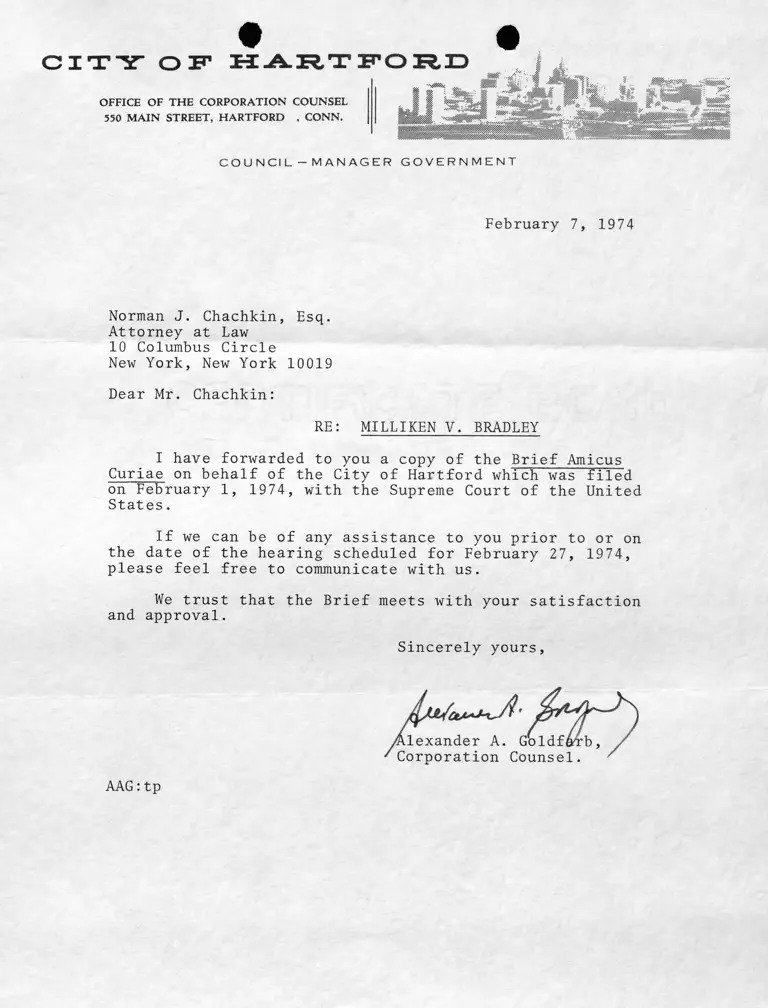 CITY OF HARTFORD
OFFICE OF THE CORPORATION COUNSEL
550 MAIN STREET, HARTFORD , CONN.
COUNCIL – MANAGER GOVERNMENT
February 7, 1974
Norman J. Chachkin, Esq.
Attorney at Law
10 Columbus Circle
New York, New York 10019
Dear Mr. Chachkin:
RE: MILLIKEN V. BRADLEY
I have forwarded to you a copy of the Brief Amicus
Curiae on behalf of the City of Hartford which was filed
on February 1, 1974, with the Supreme Court of the United
States.
If we can be of any assistance to you prior to or on
the date of the hearing scheduled for February 27, 1974,
please feel free to communicate with us.
We trust that the Brief meets with your satisfaction
and approval.
Sincerely yours,
Alexander A. Goldfarb,
Corporation Counsel.
AAG:tp